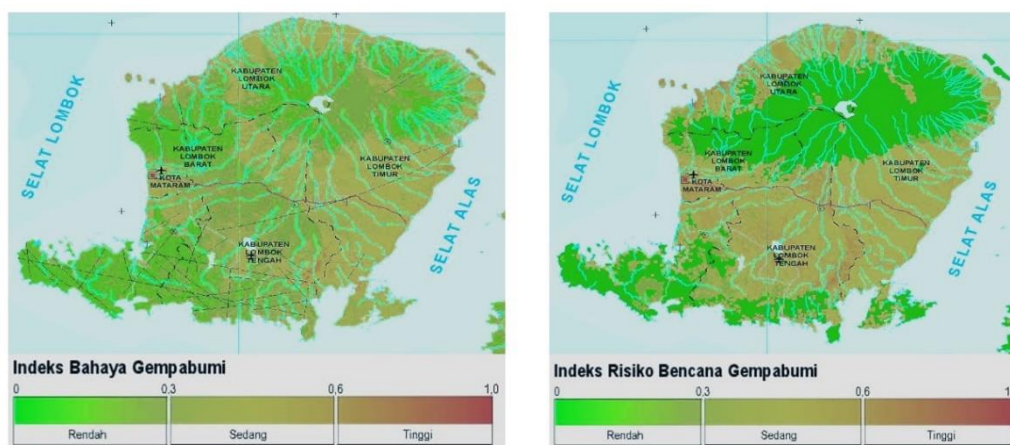 KABUPATEN
LOMBOK
UTARA
KABUPATEN
LOMBOK
BARAT
KABUPATEN
LOMBOK
TIMUR
KOTA
MATARAM
KABUPATEN
LOMBOK
TENGAH
SELAT LOMBOK
SELAT ALAS
Indeks Bahaya Gempabumi
0 0,3 0,6 1,0
Rendah Sedang Tinggi
KABUPATEN
LOMBOK
UTARA
KABUPATEN
LOMBOK
BARAT
KABUPATEN
LOMBOK
TIMUR
KOTA
MATARAM
KABUPATEN
LOMBOK
TENGAH
SELAT LOMBOK
SELAT ALAS
Indeks Risiko Bencana Gempabumi
0 0,3 0,6 1
Rendah Sedang Tinggi